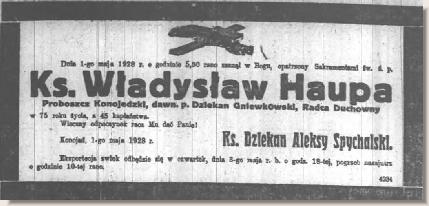 Dnia 1-go maja 1928 r. o godzinie 5,50 rano zasnął w Bogu, opatrzony Sakramentami św. ś. p.
Ks. Władysław Haupa
Proboszcz Konojedzki, dawn. p. Dziekan Gniewkowski, Radca Duchowny
w 75 roku życia, a 45 kapłaństwa.
Wieczny odpoczynek racz Mu dać Panie!
Konojad, 1-go maja 1928 r.
Ks. Dziekan Aleksy Spychalski.
Eksportacja zwłok odbędzie się w czwartek, dnia 3-go maja r. b. o godz. 18-tej, pogrzeb nazajutrz
o godzinie 10-tej rano.
4234